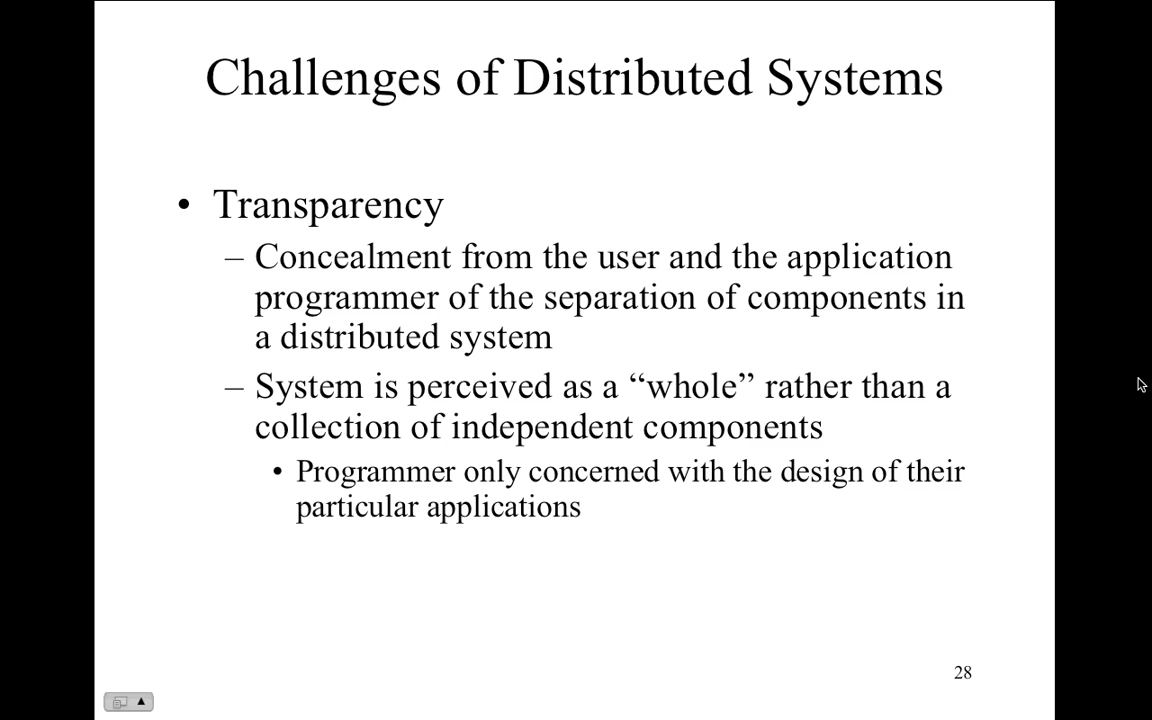 Challenges of Distributed Systems
• Transparency
– Concealment from the user and the application
programmer of the separation of components in
a distributed system
– System is perceived as a “whole” rather than a
collection of independent components
• Programmer only concerned with the design of their
particular applications
28